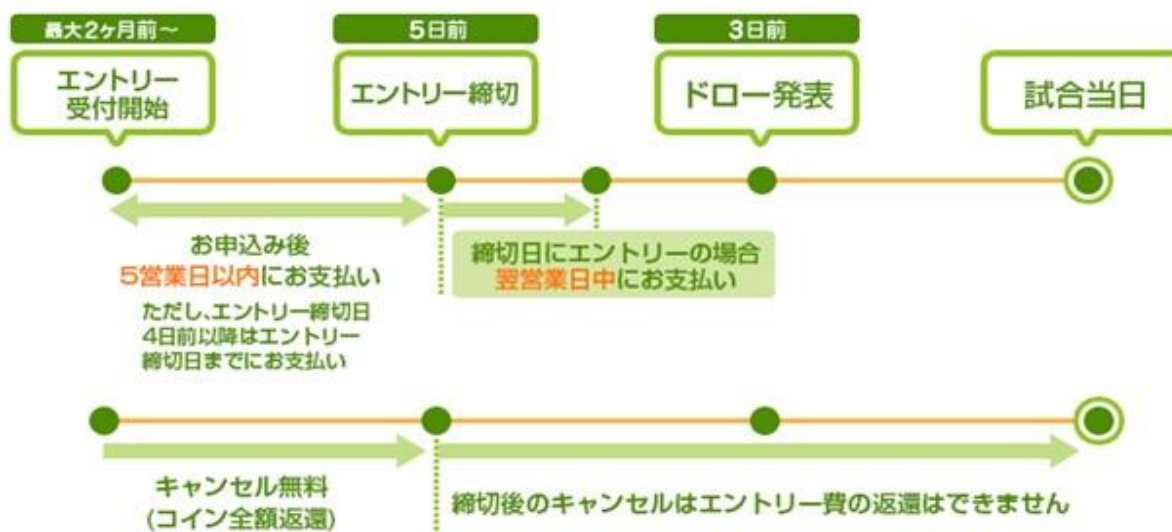 最大2ヶ月前～
エントリー
受付開始
5日前
エントリー締切
3日前
ドロー発表
試合当日
お申込み後
5営業日以内にお支払い
ただし、エントリー締切日
4日前以降はエントリー
締切日までにお支払い
締切日にエントリーの場合
翌営業日中にお支払い
キャンセル無料
(コイン全額返還)
締切後のキャンセルはエントリー費の返還はできません